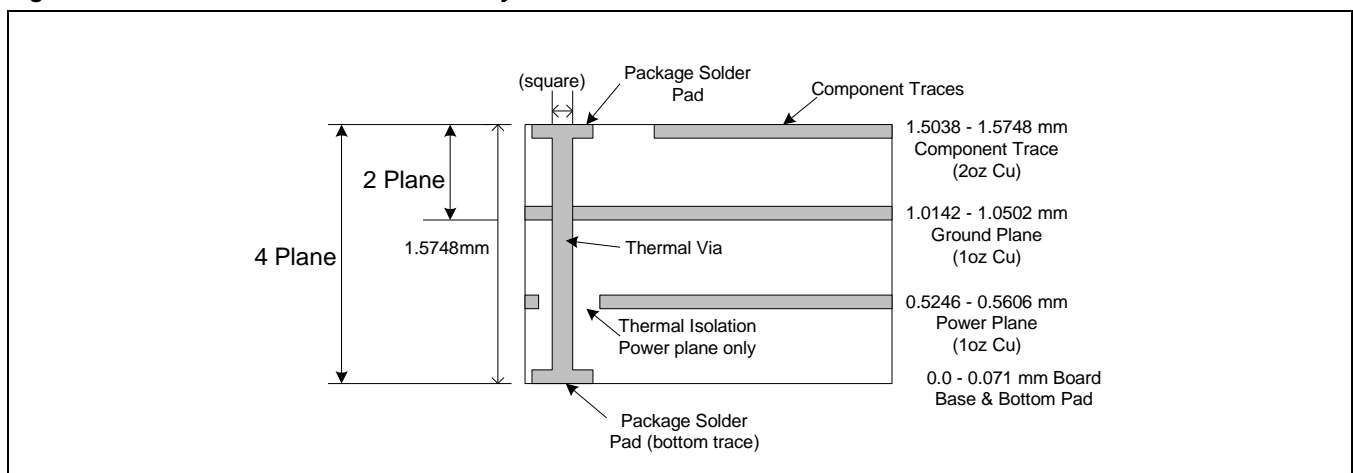 (square)
Package Solder
Pad
Component Traces
1.5038 - 1.5748 mm
Component Trace
(2oz Cu)
2 Plane
4 Plane
1.5748mm
Thermal Via
1.0142 - 1.0502 mm
Ground Plane
(1oz Cu)
Thermal Isolation
Power plane only
0.5246 - 0.5606 mm
Power Plane
(1oz Cu)
0.0 - 0.071 mm Board
Base & Bottom Pad
Package Solder
Pad (bottom trace)